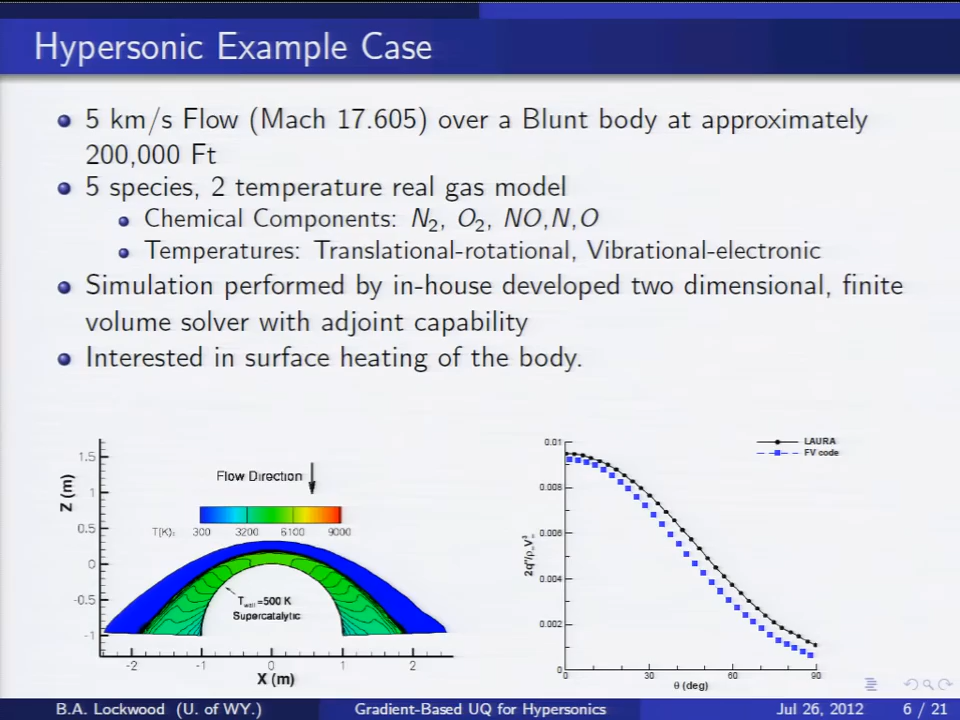 Hypersonic Example Case
5 km/s Flow (Mach 17.605) over a Blunt body at approximately
200,000 Ft
5 species, 2 temperature real gas model
Chemical Components: N₂, O₂, NO,N,O
Temperatures: Translational-rotational, Vibrational-electronic
Simulation performed by in-house developed two dimensional, finite
volume solver with adjoint capability
Interested in surface heating of the body.
Z (m)
1.5
1
0.5
0
-0.5
-1
Flow Direction
T(K):
300 3200 6100 9000
T_wall=500 K
Supercatalytic
-2 -1 0 1 2
X (m)
LAURA
FV code
0.01
0.008
0.006
0.004
0.002
0
0 30 60 90
θ (deg)
B.A. Lockwood (U. of WY.) Gradient-Based UQ for Hypersonics Jul 26, 2012 6 / 21